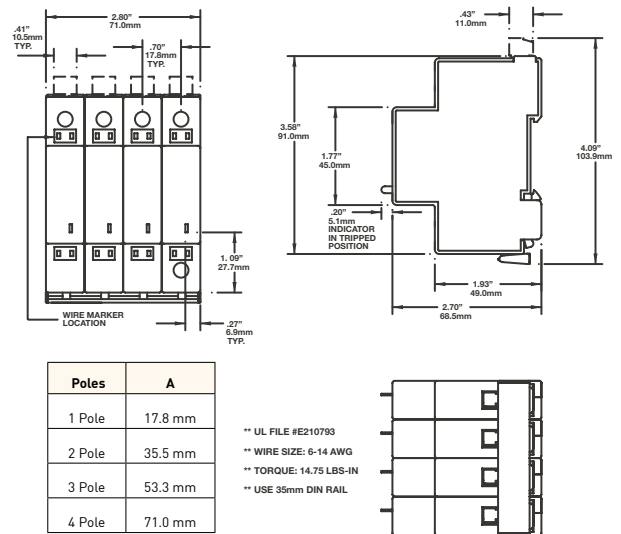 2.80"
71.0mm
.41"
10.5mm
TYP.
.70"
17.8mm
TYP.
1. 09"
27.7mm
WIRE MARKER
LOCATION
.27"
6.9mm
TYP.
.43"
11.0mm
3.58"
91.0mm
1.77"
45.0mm
4.09"
103.9mm
.20"
5.1mm
INDICATOR
IN TRIPPED
POSITION
1.93"
49.0mm
2.70"
68.5mm
Poles A
1 Pole 17.8 mm
2 Pole 35.5 mm
3 Pole 53.3 mm
4 Pole 71.0 mm
** UL FILE #E210793
** WIRE SIZE: 6-14 AWG
** TORQUE: 14.75 LBS-IN
** USE 35mm DIN RAIL